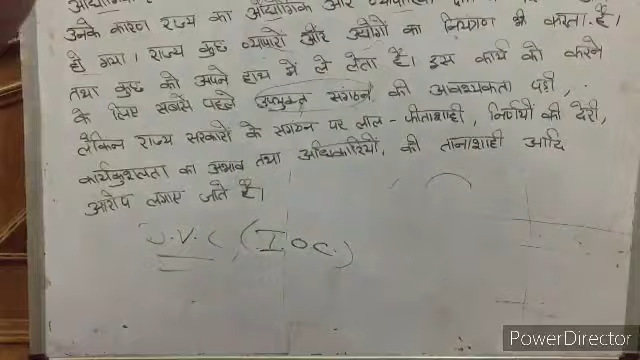 उनके कारण राज्य का औद्योगिक और व्यापारिक
हो गया। राज्य कुछ व्यापारों और उद्योगों का नियंत्रण भी करता है।
तथा कुछ को अपने हाथ में ले लेता है। इस कार्य को करने
के लिए सबसे पहले उपयुक्त संगठन की आवश्यकता पड़ी,
लेकिन राज्य सरकारों के संगठन पर लाल-फीताशाही, निर्णयों की देरी,
कार्यकुशलता का अभाव तथा अधिकारियों, की तानाशाही आदि
आरोप लगाए जाते हैं।
D.V.C, (I.O.C.)
PowerDirector